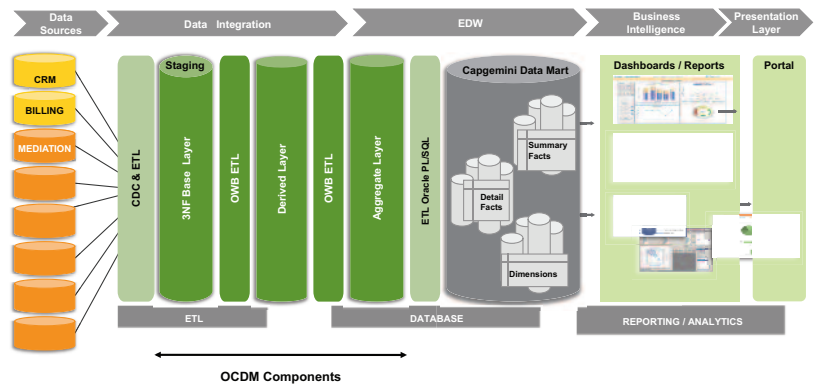 Data
Sources
Data  Integration
EDW
Business
Intelligence
Presentation
Layer
CRM
BILLING
MEDIATION
CDC & ETL
Staging
3NF Base  Layer
OWB ETL
Derived Layer
OWB ETL
Aggregate Layer
ETL Oracle PL/SQL
Capgemini Data Mart
Summary
Facts
Detail
Facts
Dimensions
Dashboards / Reports
Portal
ETL
DATABASE
REPORTING / ANALYTICS
OCDM Components